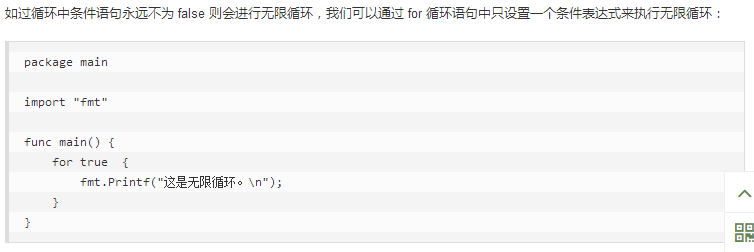 如过循环中条件语句永远不为 false 则会进行无限循环，我们可以通过 for 循环语句中只设置一个条件表达式来执行无限循环：
package main
import "fmt"
func main() {
    for true  {
        fmt.Printf("这是无限循环。\n");
    }
}